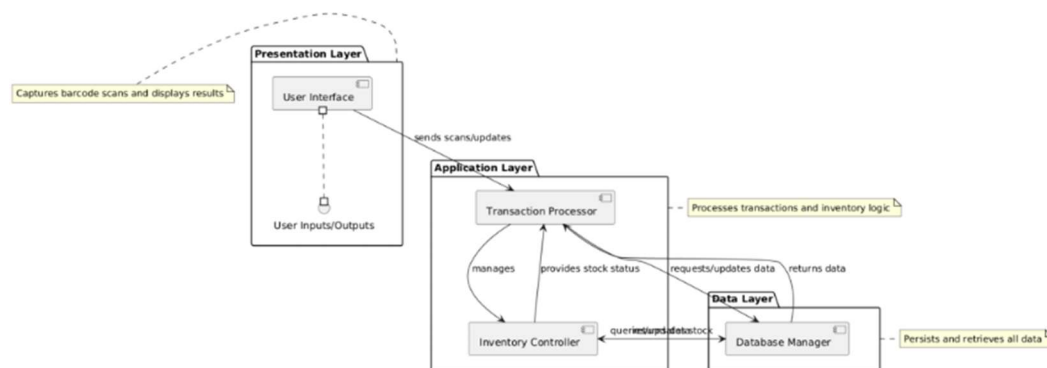 Presentation Layer
Captures barcode scans and displays results
User Interface
sends scans/updates
Application Layer
Transaction Processor
Processes transactions and inventory logic
User Inputs/Outputs
manages
provides stock status
requests/updates data
returns data
Data Layer
Inventory Controller
Database Manager
Persists and retrieves all data